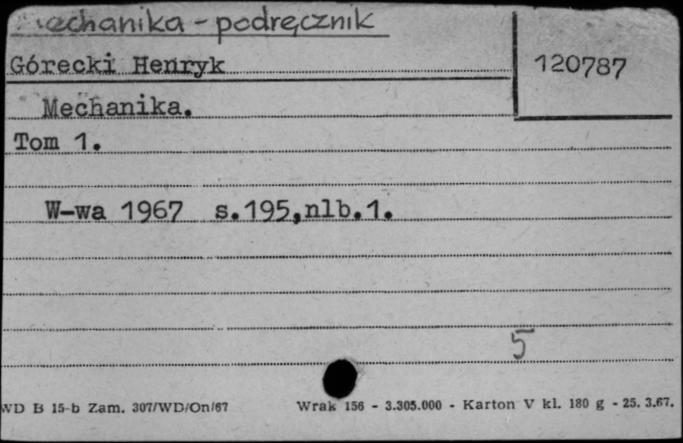 Mechanika - podręcznik
Górecki Henryk
120787
Mechanika.
Tom 1.
W-wa 1967 s.195,nlb.1.
5
WD B 15-b Zam. 307/WD/On/67 Wrak 156 - 3.305.000 - Karton V kl. 180 g - 25. 3.67.